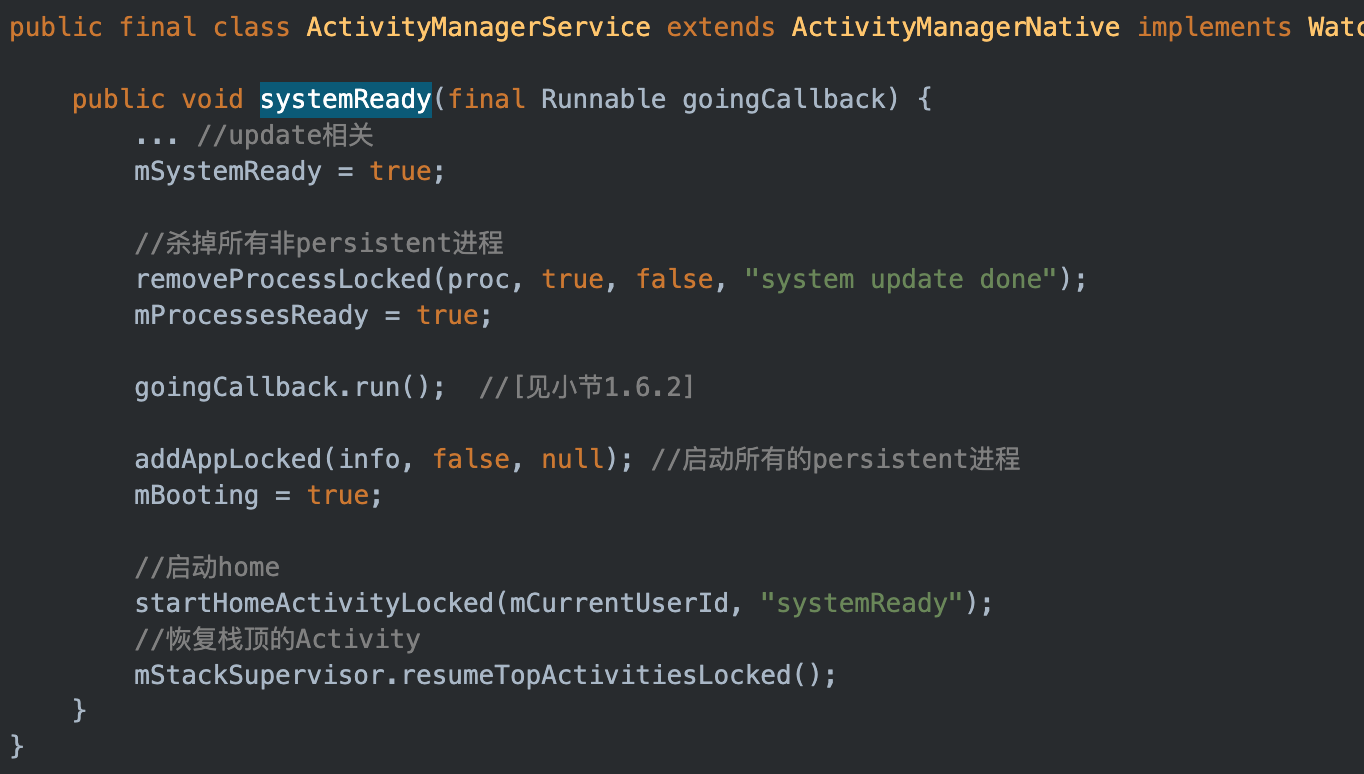 public final class ActivityManagerService extends ActivityManagerNative implements Watc
public void systemReady(final Runnable goingCallback) {
... //update相关
mSystemReady = true;
//杀掉所有非persistent进程
removeProcessLocked(proc, true, false, "system update done");
mProcessesReady = true;
goingCallback.run();  //[见小节1.6.2]
addAppLocked(info, false, null); //启动所有的persistent进程
mBooting = true;
//启动home
startHomeActivityLocked(mCurrentUserId, "systemReady");
//恢复栈顶的Activity
mStackSupervisor.resumeTopActivitiesLocked();
}
}